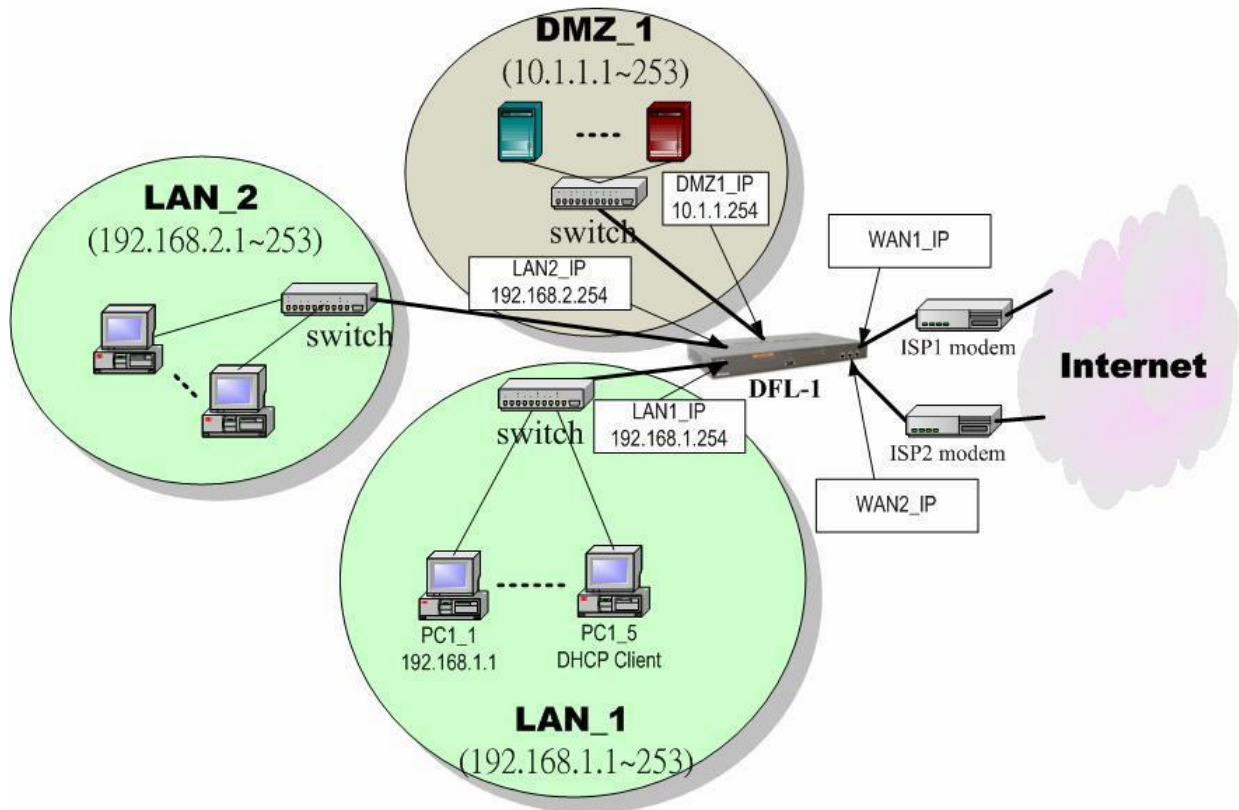 DMZ_1
(10.1.1.1~253)
DMZ1_IP
10.1.1.254
switch
LAN_2
(192.168.2.1~253)
switch
LAN2_IP
192.168.2.254
WAN1_IP
ISP1 modem
Internet
DFL-1
ISP2 modem
WAN2_IP
switch
LAN1_IP
192.168.1.254
PC1_1
192.168.1.1
PC1_5
DHCP Client
LAN_1
(192.168.1.1~253)